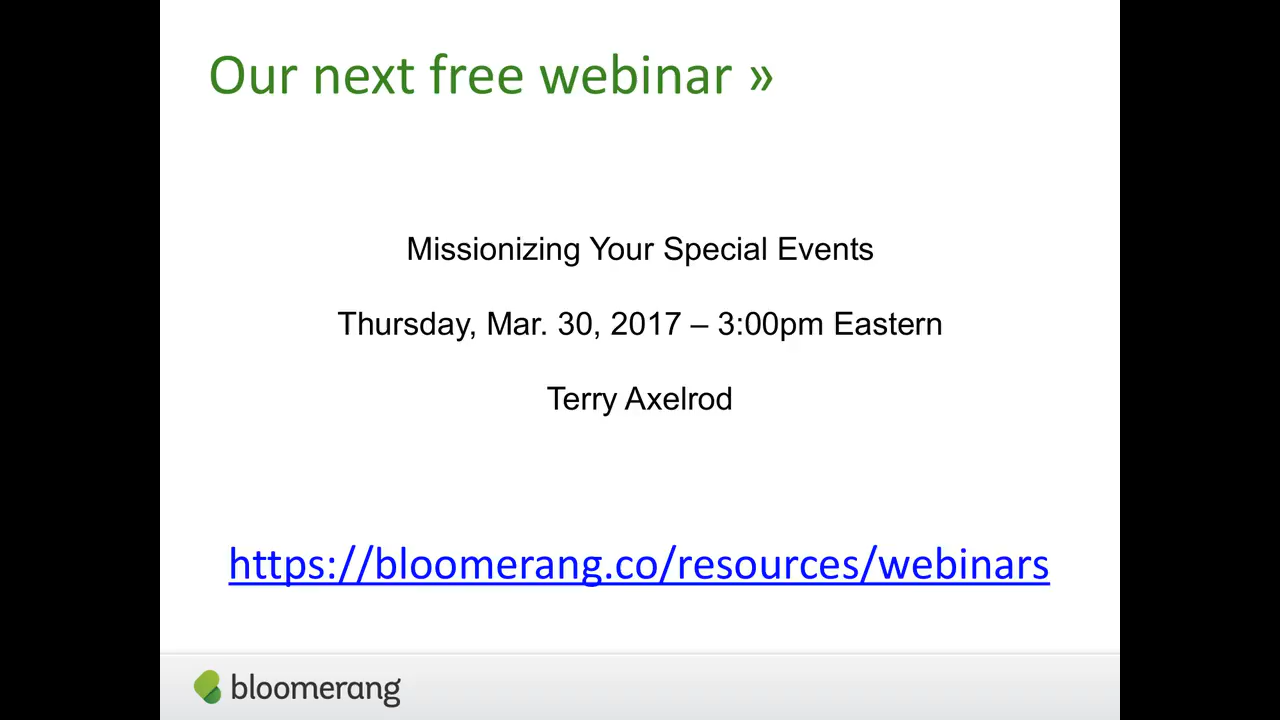 Our next free webinar »
Missionizing Your Special Events
Thursday, Mar. 30, 2017 – 3:00pm Eastern
Terry Axelrod
https://bloomerang.co/resources/webinars
bloomerang